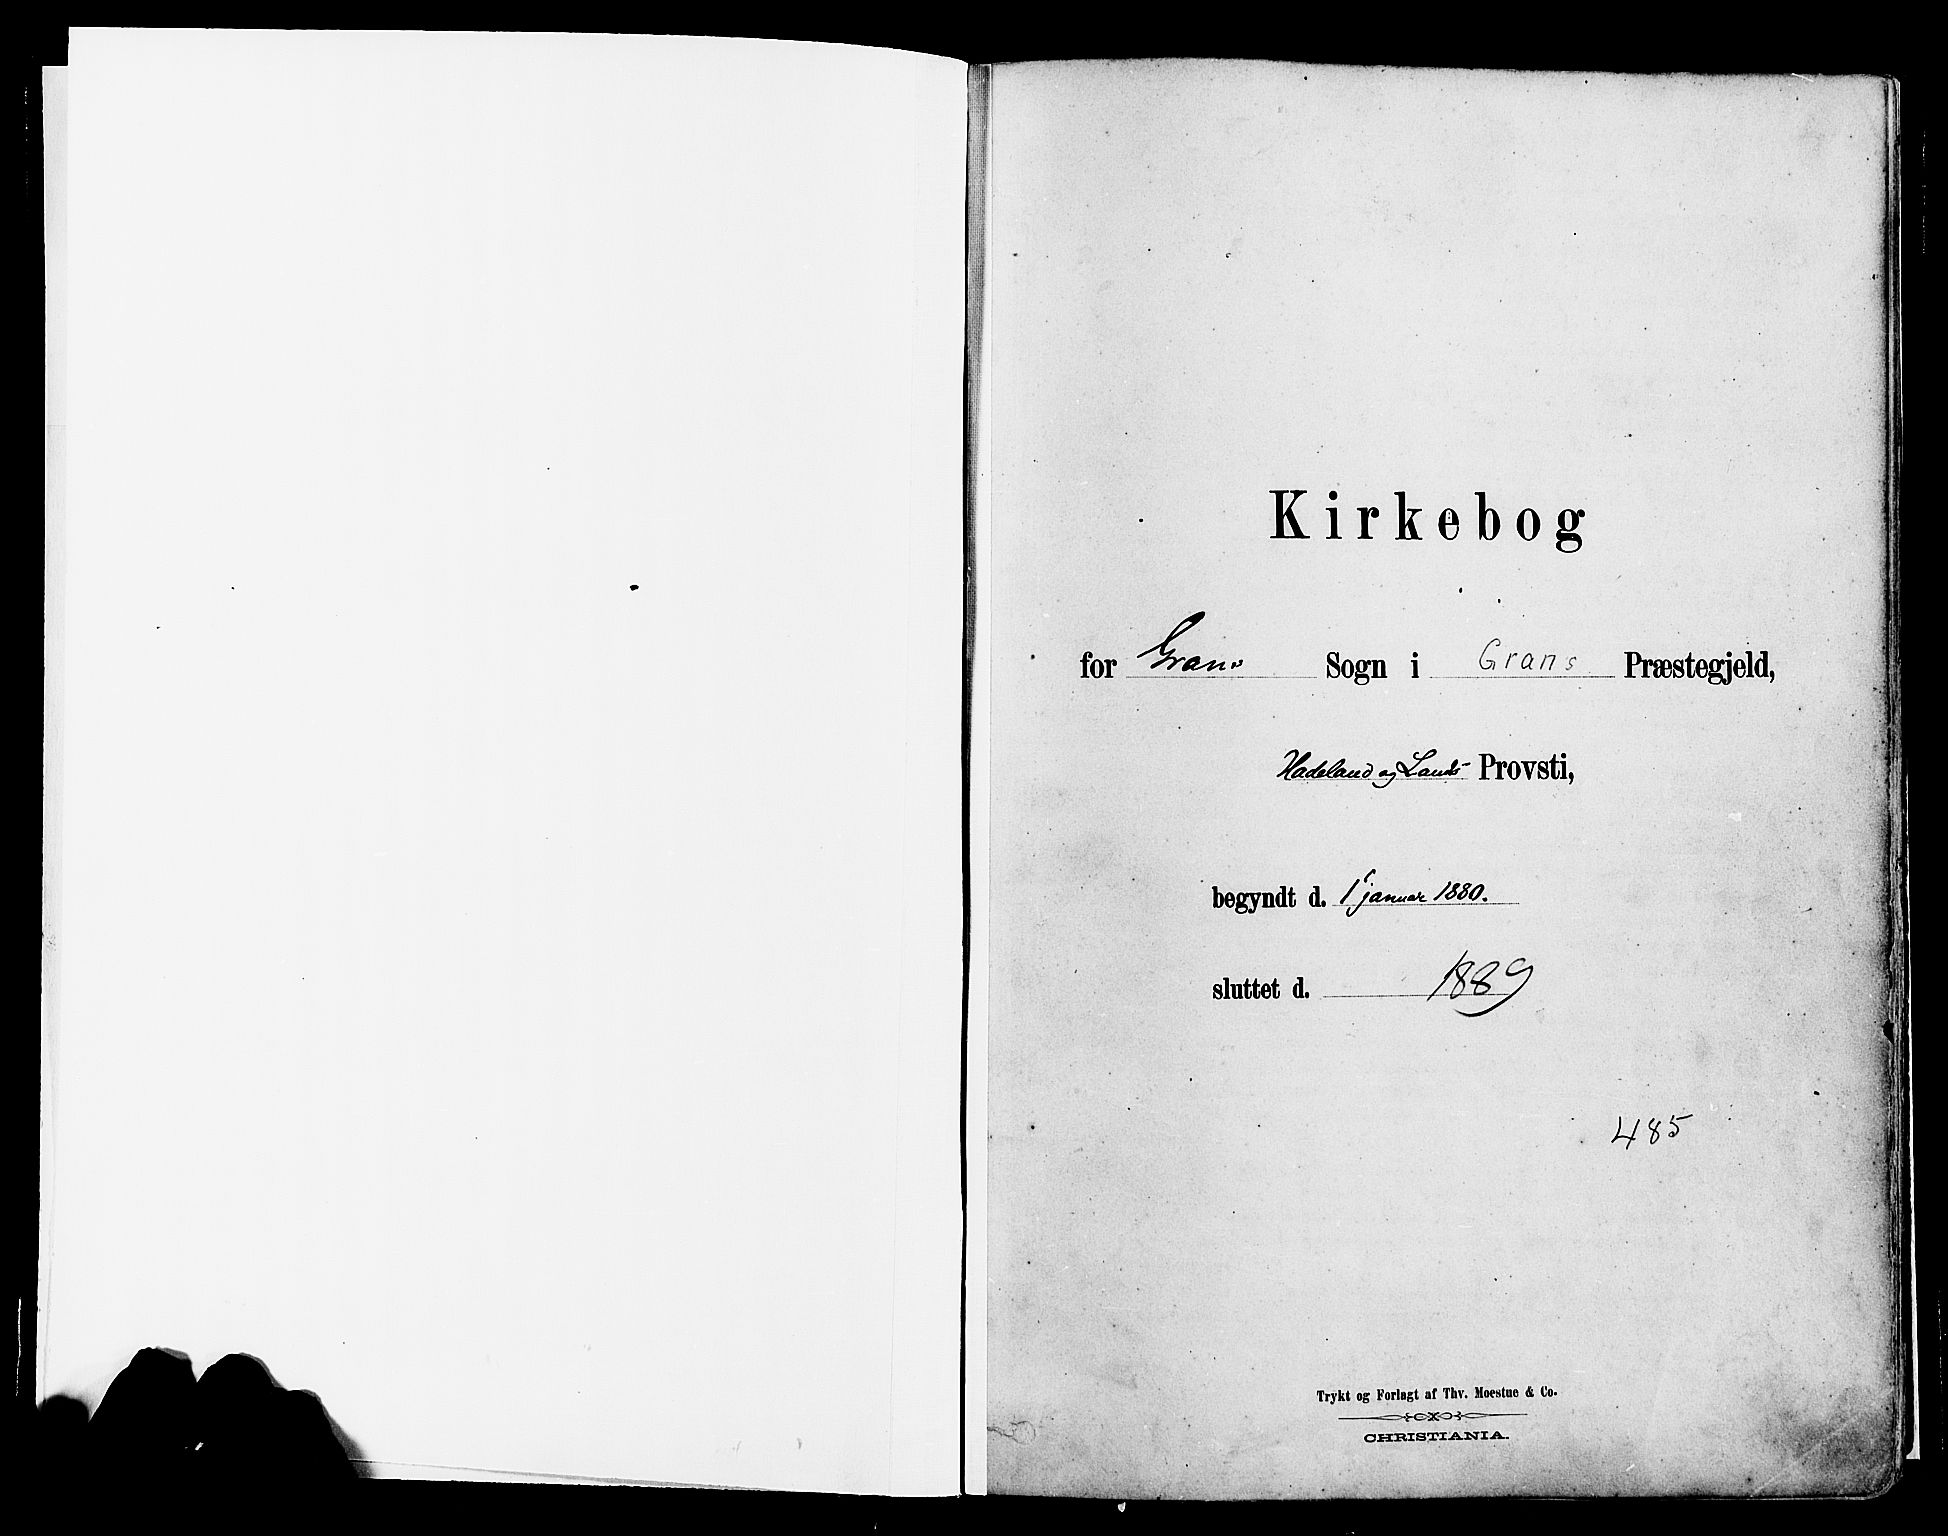 Kirkebog
for Grans Sogn i Grans Præstegjeld,
Hadeland og Lands Provsti,
begyndt d. 1 januar 1880.
sluttet d. 1889
485
Trykt og Forlagt af Thv. Moestue & Co.
CHRISTIANIA.